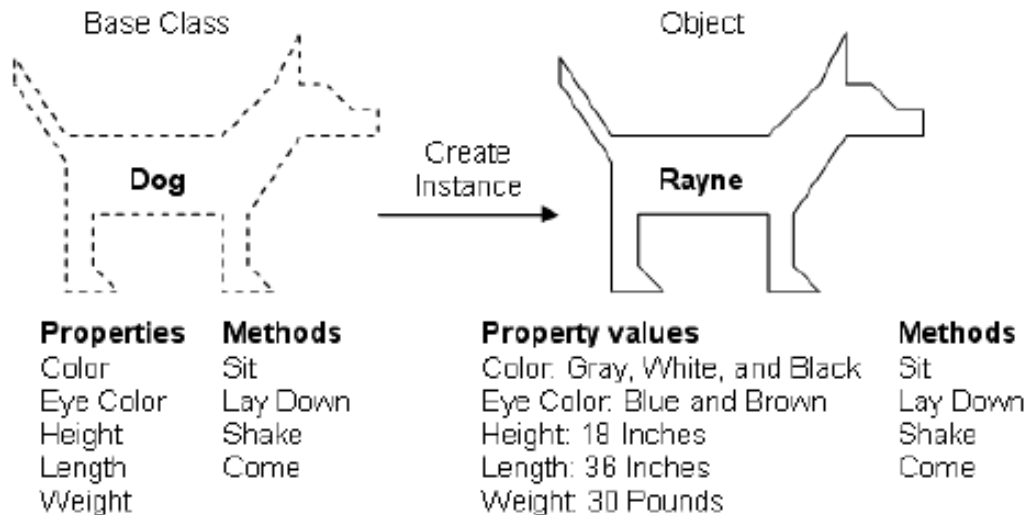 Base Class
Object
Dog
Create
Instance
Rayne
Properties Methods
Color Sit
Eye Color Lay Down
Height Shake
Length Come
Weight
Property values Methods
Color: Gray, White, and Black Sit
Eye Color: Blue and Brown Lay Down
Height: 18 Inches Shake
Length: 36 Inches Come
Weight: 30 Pounds